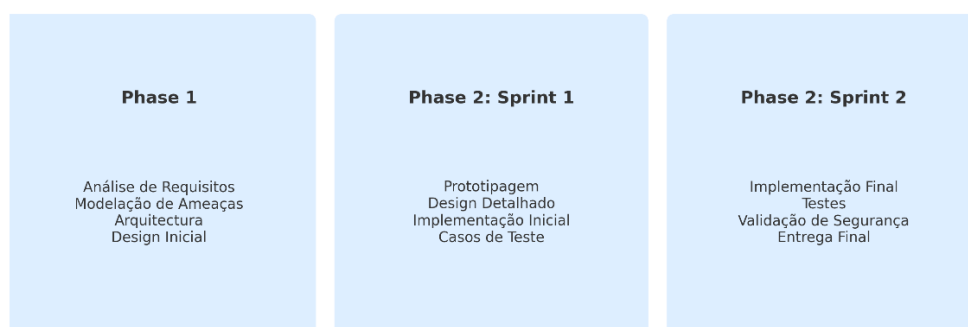 Phase 1
Análise de Requisitos
Modelação de Ameaças
Arquitectura
Design Inicial
Phase 2: Sprint 1
Prototipagem
Design Detalhado
Implementação Inicial
Casos de Teste
Phase 2: Sprint 2
Implementação Final
Testes
Validação de Segurança
Entrega Final